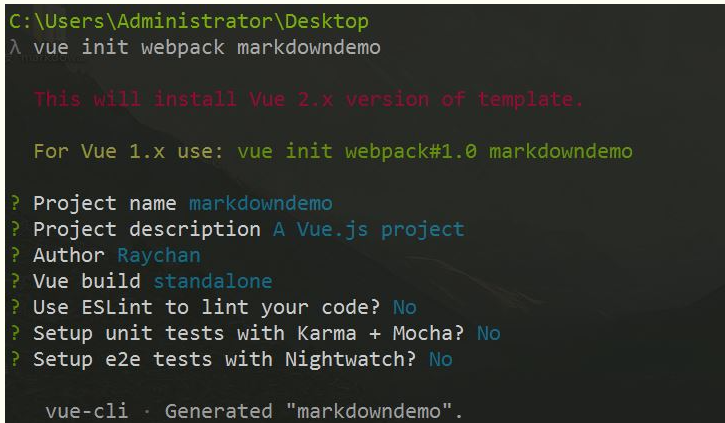 C:\Users\Administrator\Desktop
λ vue init webpack markdowndemo
This will install Vue 2.x version of template.
For Vue 1.x use: vue init webpack#1.0 markdowndemo
? Project name markdowndemo
? Project description A Vue.js project
? Author Raychan
? Vue build standalone
? Use ESLint to lint your code? No
? Setup unit tests with Karma + Mocha? No
? Setup e2e tests with Nightwatch? No
vue-cli · Generated "markdowndemo".